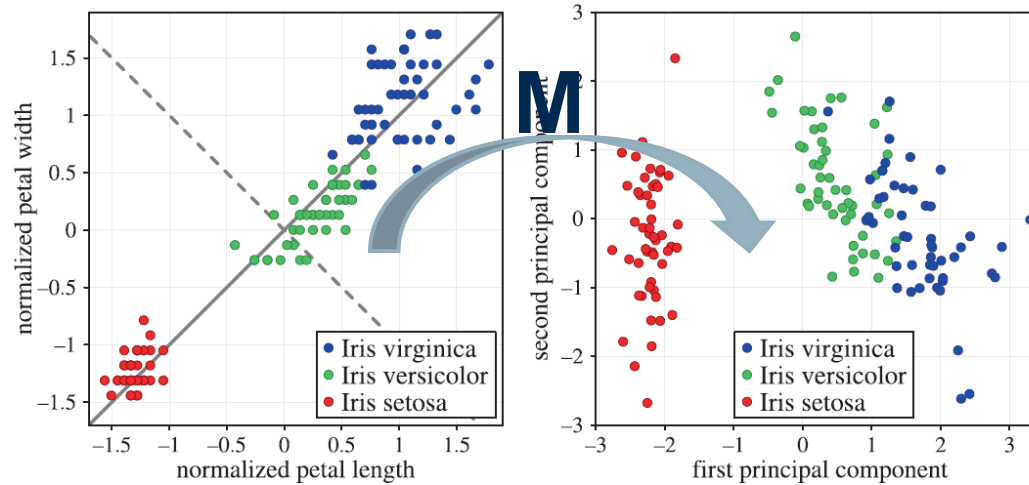 normalized petal width
1.5
1.0
0.5
0
−0.5
−1
−1.5
−1.5
−1
−0.5
0
0.5
1
1.5
normalized petal length
Iris virginica
Iris versicolor
Iris setosa
M
second principal component
3
2
1
0
−1
−2
−3
−3
−2
−1
0
1
2
3
first principal component
Iris virginica
Iris versicolor
Iris setosa